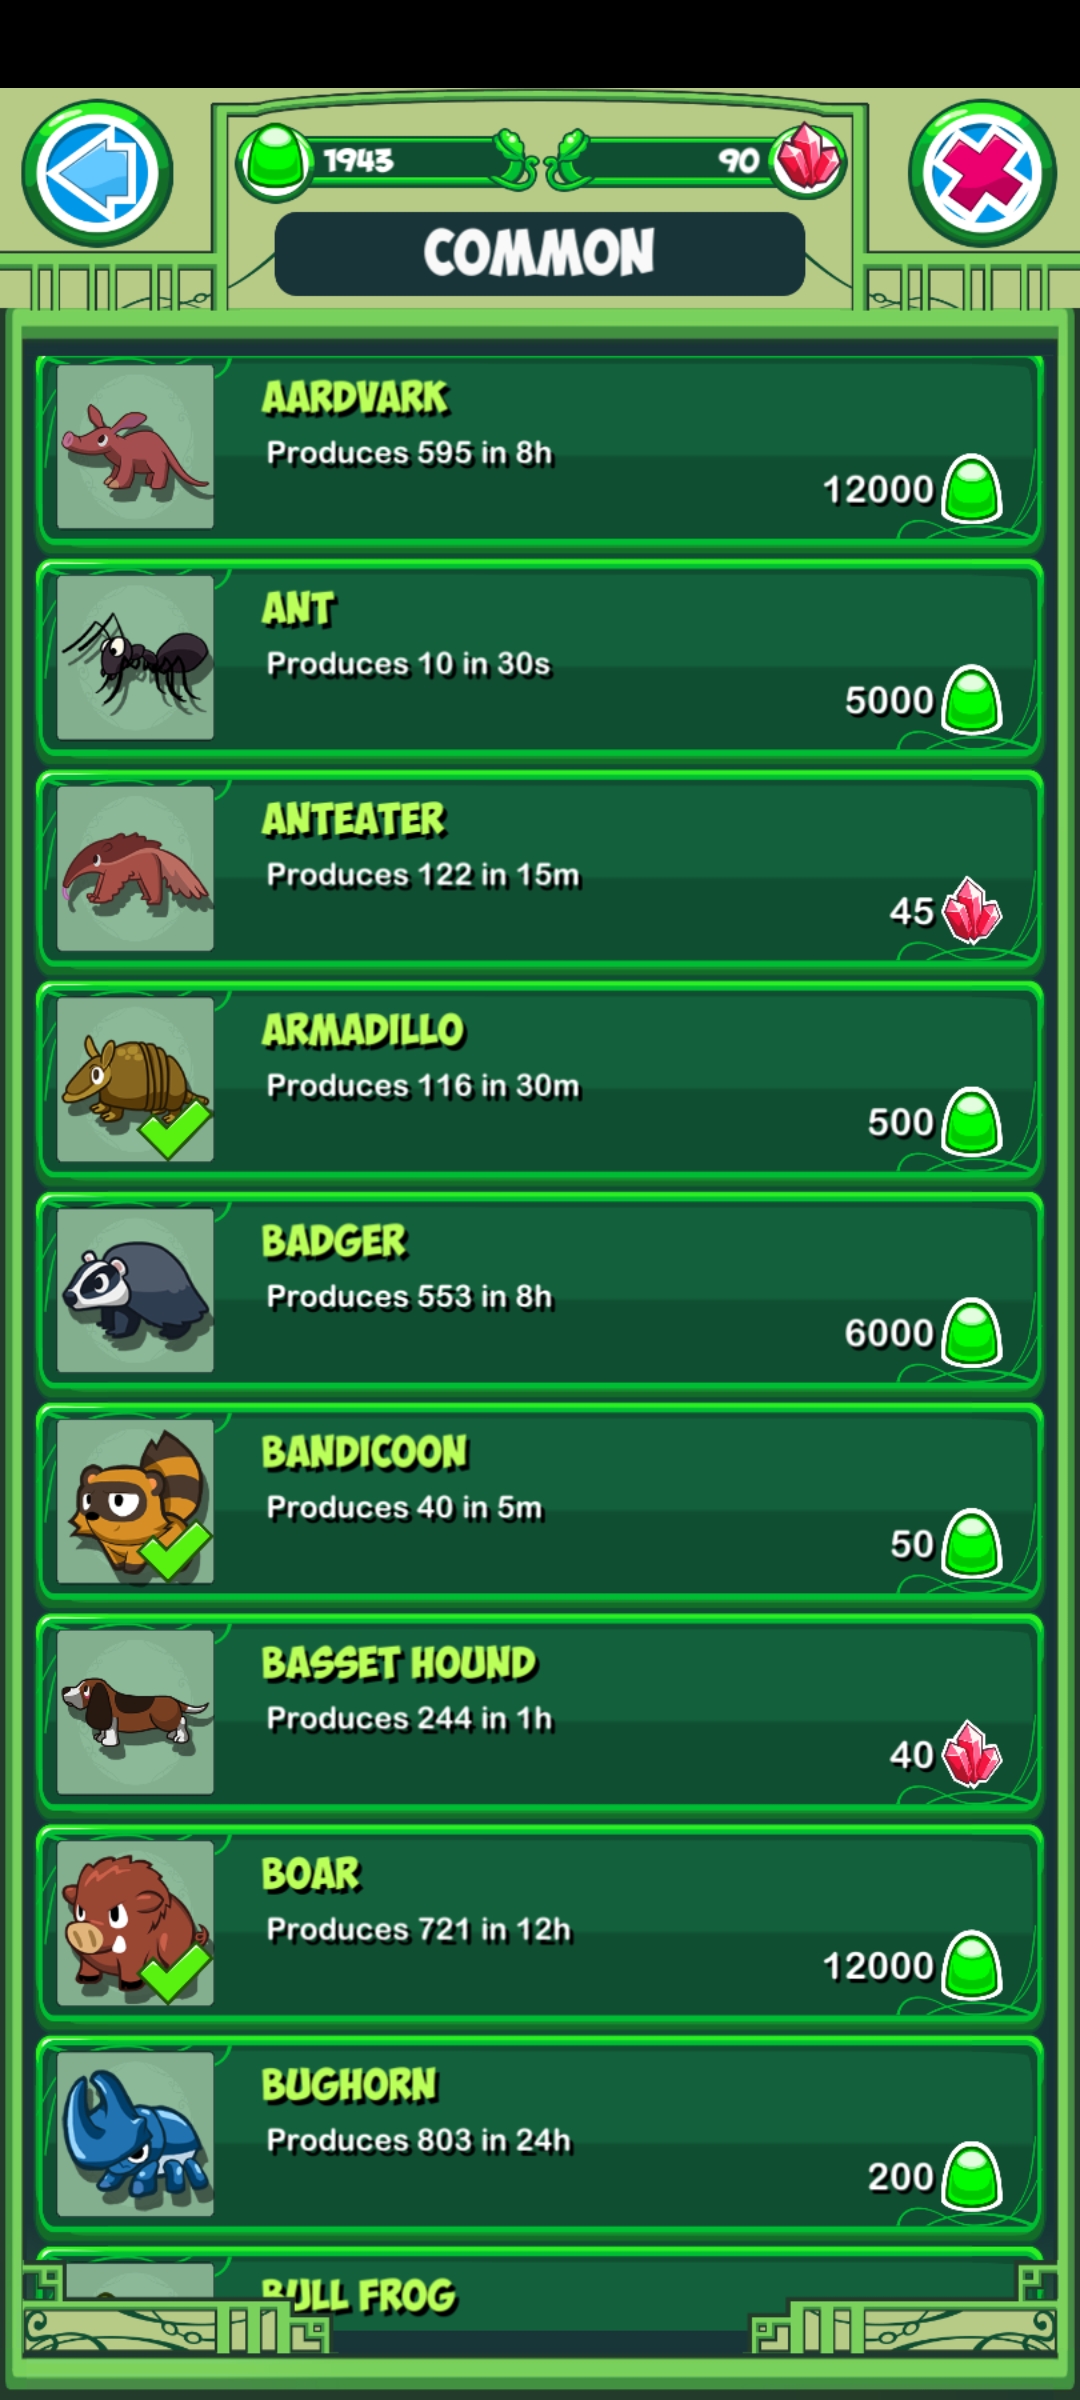 1943
90
COMMON
AARDVARK
Produces 595 in 8h
12000
ANT
Produces 10 in 30s
5000
ANTEATER
Produces 122 in 15m
45
ARMADILLO
Produces 116 in 30m
500
BADGER
Produces 553 in 8h
6000
BANDICOON
Produces 40 in 5m
50
BASSET HOUND
Produces 244 in 1h
40
BOAR
Produces 721 in 12h
12000
BUGHORN
Produces 803 in 24h
200
BULL FROG